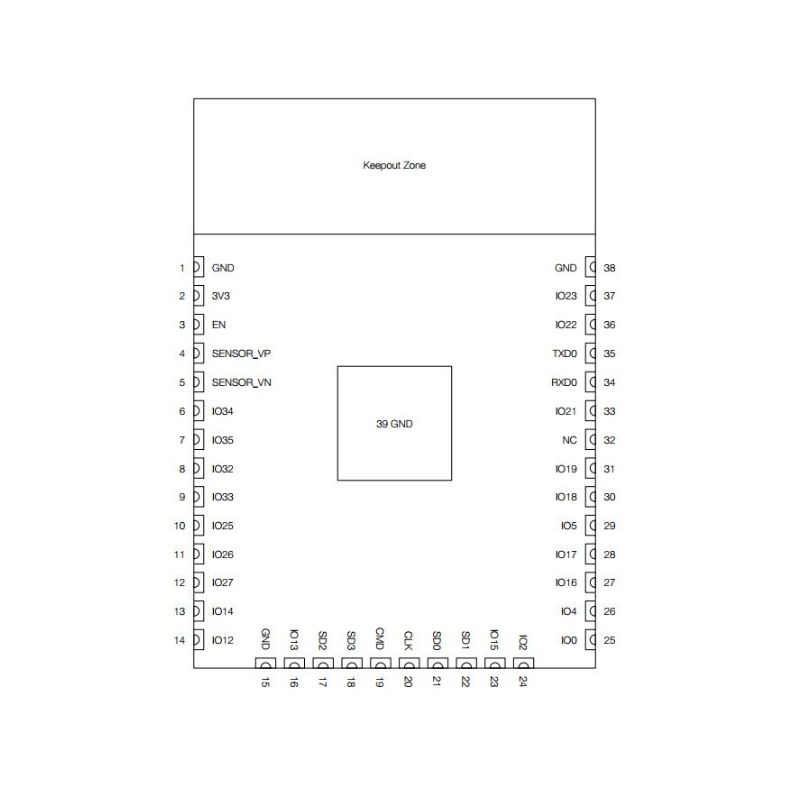 Keepout Zone
1 GND GND 38
2 3V3 IO23 37
3 EN IO22 36
4 SENSOR_VP TXD0 35
5 SENSOR_VN RXD0 34
6 IO34 IO21 33
39 GND
7 IO35 NC 32
8 IO32 IO19 31
9 IO33 IO18 30
10 IO25 IO5 29
11 IO26 IO17 28
12 IO27 IO16 27
13 IO14 IO4 26
14 IO12 IO0 25
GND IO13 SD2 SD3 CMD CLK SD0 SD1 IO15 IO2
15 16 17 18 19 20 21 22 23 24